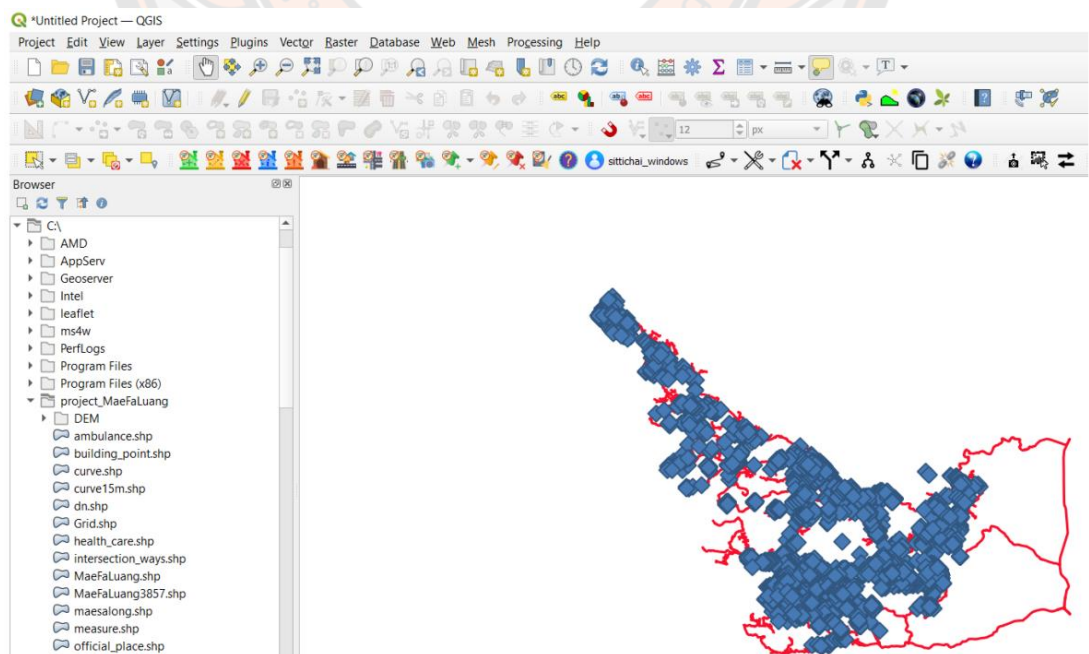 *Untitled Project — QGIS
Project Edit View Layer Settings Plugins Vector Raster Database Web Mesh Processing Help
abc
12
px
sittichai_windows
Browser
C:\
AMD
AppServ
Geoserver
Intel
leaflet
ms4w
PerfLogs
Program Files
Program Files (x86)
project_MaeFaLuang
DEM
ambulance.shp
building_point.shp
curve.shp
curve15m.shp
dn.shp
Grid.shp
health_care.shp
intersection_ways.shp
MaeFaLuang.shp
MaeFaLuang3857.shp
maesalong.shp
measure.shp
official_place.shp